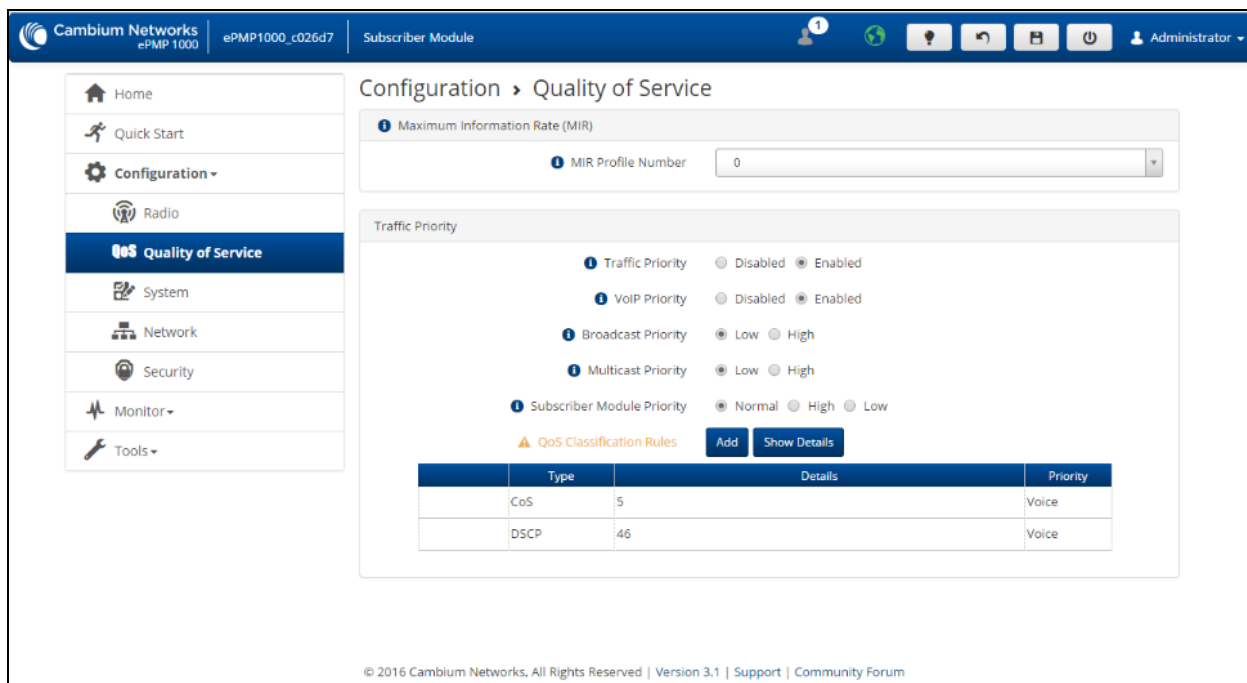 Cambium Networks
ePMP 1000
ePMP1000_c026d7
Subscriber Module
1
Administrator
Home
Quick Start
Configuration
Radio
QoS Quality of Service
System
Network
Security
Monitor
Tools
Configuration › Quality of Service
Maximum Information Rate (MIR)
MIR Profile Number 0
Traffic Priority
Traffic Priority Disabled Enabled
VoIP Priority Disabled Enabled
Broadcast Priority Low High
Multicast Priority Low High
Subscriber Module Priority Normal High Low
QoS Classification Rules Add Show Details
Type Details Priority
CoS 5 Voice
DSCP 46 Voice
© 2016 Cambium Networks, All Rights Reserved | Version 3.1 | Support | Community Forum